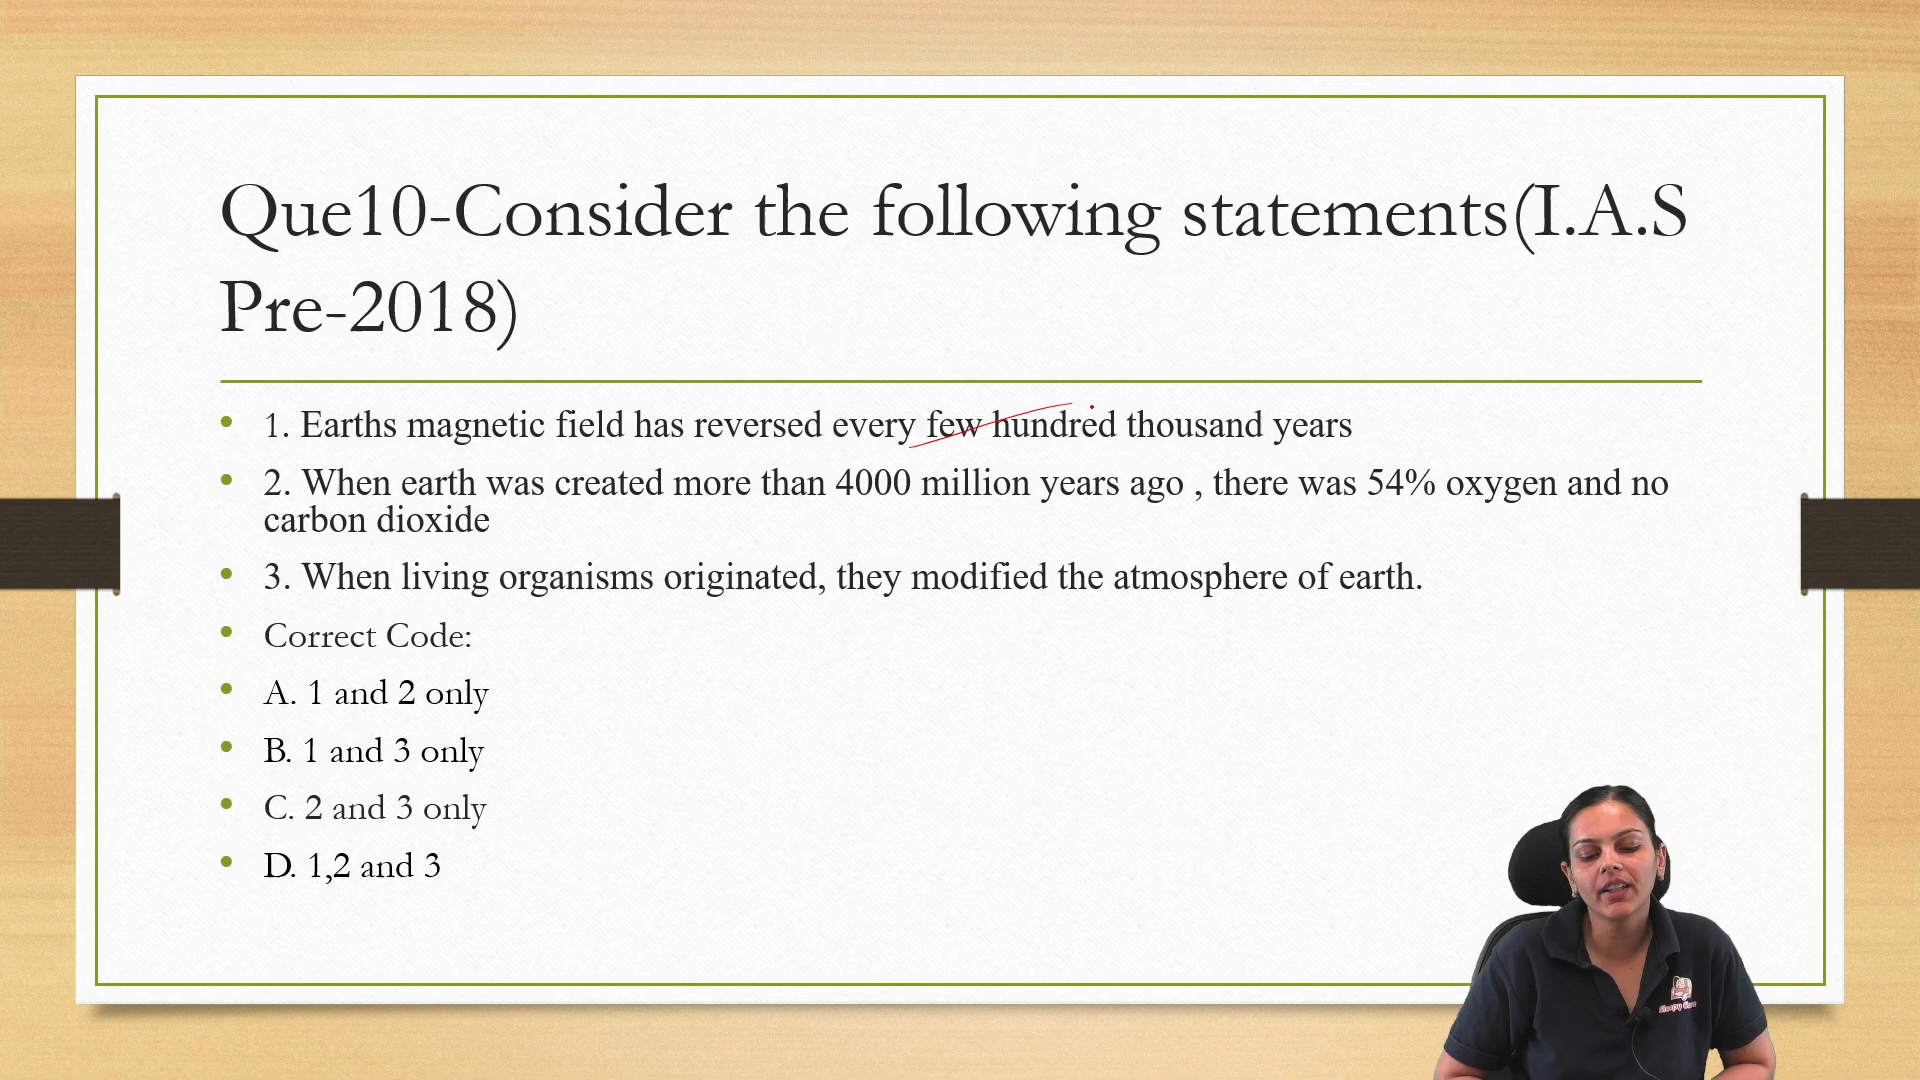 Que10-Consider the following statements(I.A.S
Pre-2018)
1. Earths magnetic field has reversed every few hundred thousand years
2. When earth was created more than 4000 million years ago , there was 54% oxygen and no
carbon dioxide
3. When living organisms originated, they modified the atmosphere of earth.
Correct Code:
A. 1 and 2 only
B. 1 and 3 only
C. 2 and 3 only
D. 1,2 and 3